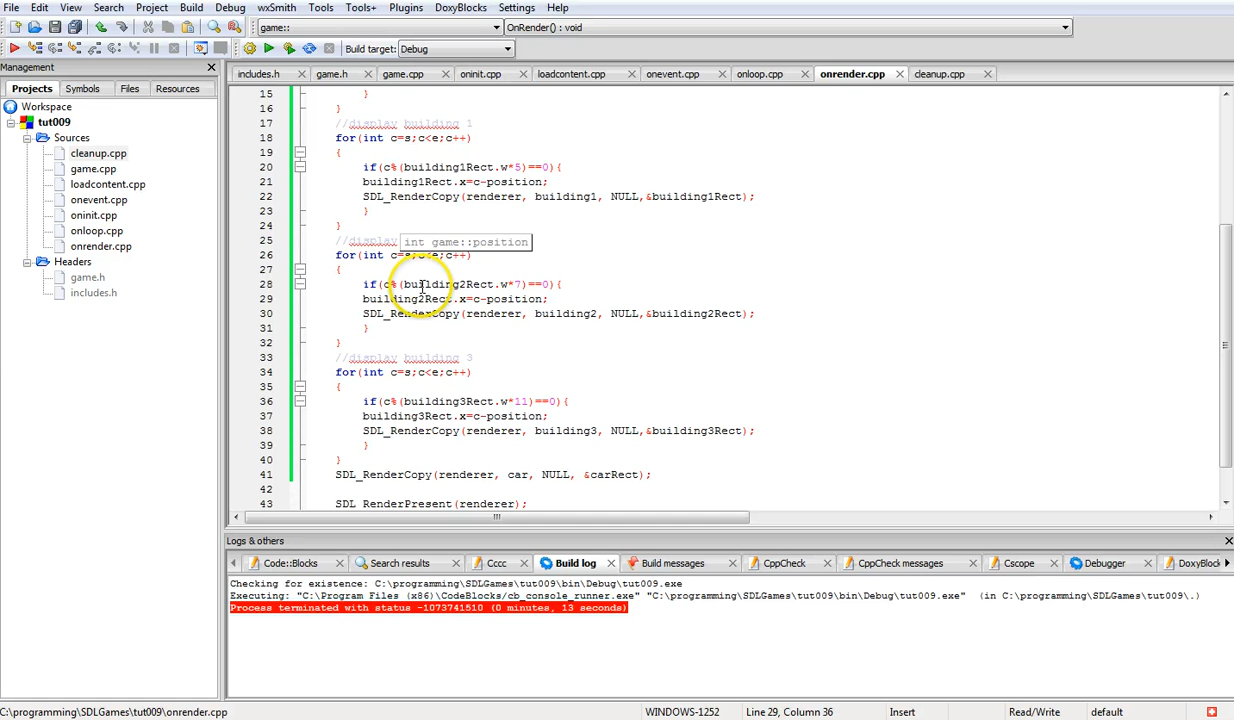 File Edit View Search Project Build Debug wxSmith Tools Tools+ Plugins DoxyBlocks Settings Help
game:: OnRender() : void
Build target: Debug
Management
Projects Symbols Files Resources
Workspace
tut009
Sources
cleanup.cpp
game.cpp
loadcontent.cpp
onevent.cpp
oninit.cpp
onloop.cpp
onrender.cpp
Headers
game.h
includes.h
includes.h game.h game.cpp oninit.cpp loadcontent.cpp onevent.cpp onloop.cpp onrender.cpp cleanup.cpp
15 }
16 }
17 //display building 1
18 for(int c=s;c<e;c++)
19 {
20 if(c%(building1Rect.w*5)==0){
21 building1Rect.x=c-position;
22 SDL_RenderCopy(renderer, building1, NULL,&building1Rect);
23 }
24 }
25 //display
int game::position
26 for(int c=s;c<e;c++)
27 {
28 if(c%(building2Rect.w*7)==0){
29 building2Rect.x=c-position;
30 SDL_RenderCopy(renderer, building2, NULL,&building2Rect);
31 }
32 }
33 //display building 3
34 for(int c=s;c<e;c++)
35 {
36 if(c%(building3Rect.w*11)==0){
37 building3Rect.x=c-position;
38 SDL_RenderCopy(renderer, building3, NULL,&building3Rect);
39 }
40 }
41 SDL_RenderCopy(renderer, car, NULL, &carRect);
42
43 SDL_RenderPresent(renderer);
Logs & others
Code::Blocks Search results Cccc Build log Build messages CppCheck CppCheck messages Cscope Debugger DoxyBlock
Checking for existence: C:\programming\SDLGames\tut009\bin\Debug\tut009.exe
Executing: "C:\Program Files (x86)\CodeBlocks/cb_console_runner.exe" "C:\programming\SDLGames\tut009\bin\Debug\tut009.exe" (in C:\programming\SDLGames\tut009\.)
Process terminated with status -1073741510 (0 minutes, 13 seconds)
C:\programming\SDLGames\tut009\onrender.cpp WINDOWS-1252 Line 29, Column 36 Insert Read/Write default